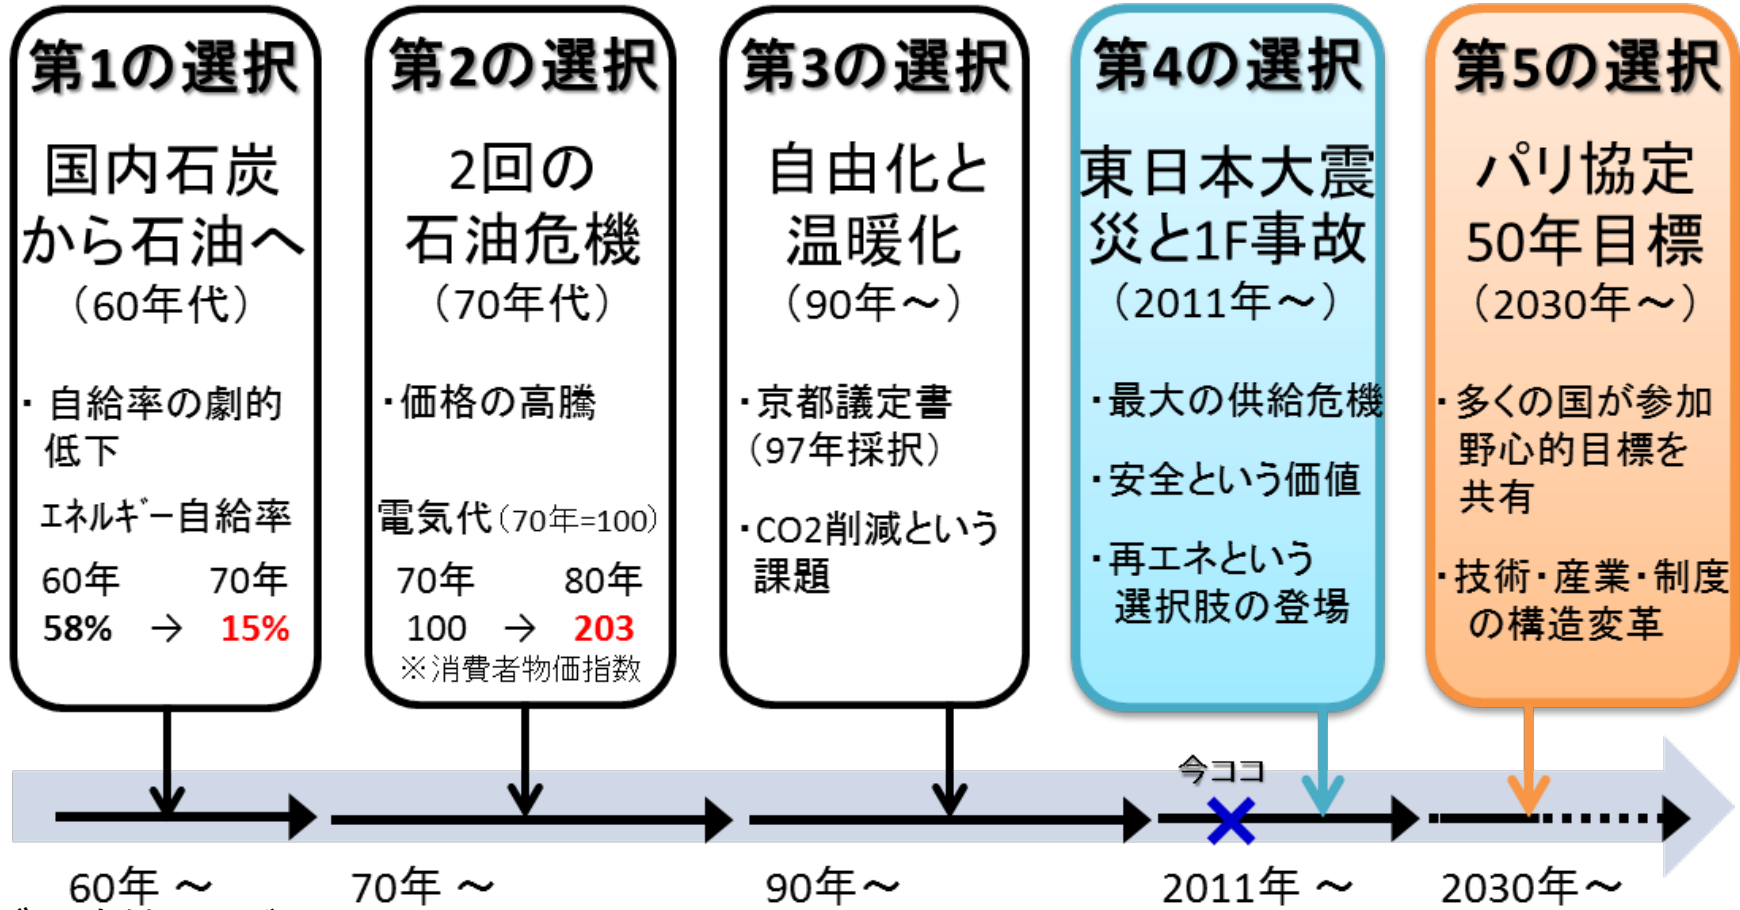 第1の選択
国内石炭
から石油へ
（60年代）
・ 自給率の劇的
低下
ｴﾈﾙｷﾞｰ自給率
60年 70年
58% → 15%
第2の選択
2回の
石油危機
（70年代）
・価格の高騰
電気代（70年=100）
70年 80年
100 → 203
※消費者物価指数
第3の選択
自由化と
温暖化
（90年～）
・京都議定書
（97年採択）
・CO2削減という
課題
第4の選択
東日本大震
災と1F事故
（2011年～）
・最大の供給危機
・安全という価値
・再エネという
選択肢の登場
第5の選択
パリ協定
50年目標
（2030年～）
・多くの国が参加
野心的目標を
共有
・技術・産業・制度
の構造変革
今ココ
60年 ～
70年 ～
90年～
2011年 ～
2030年～